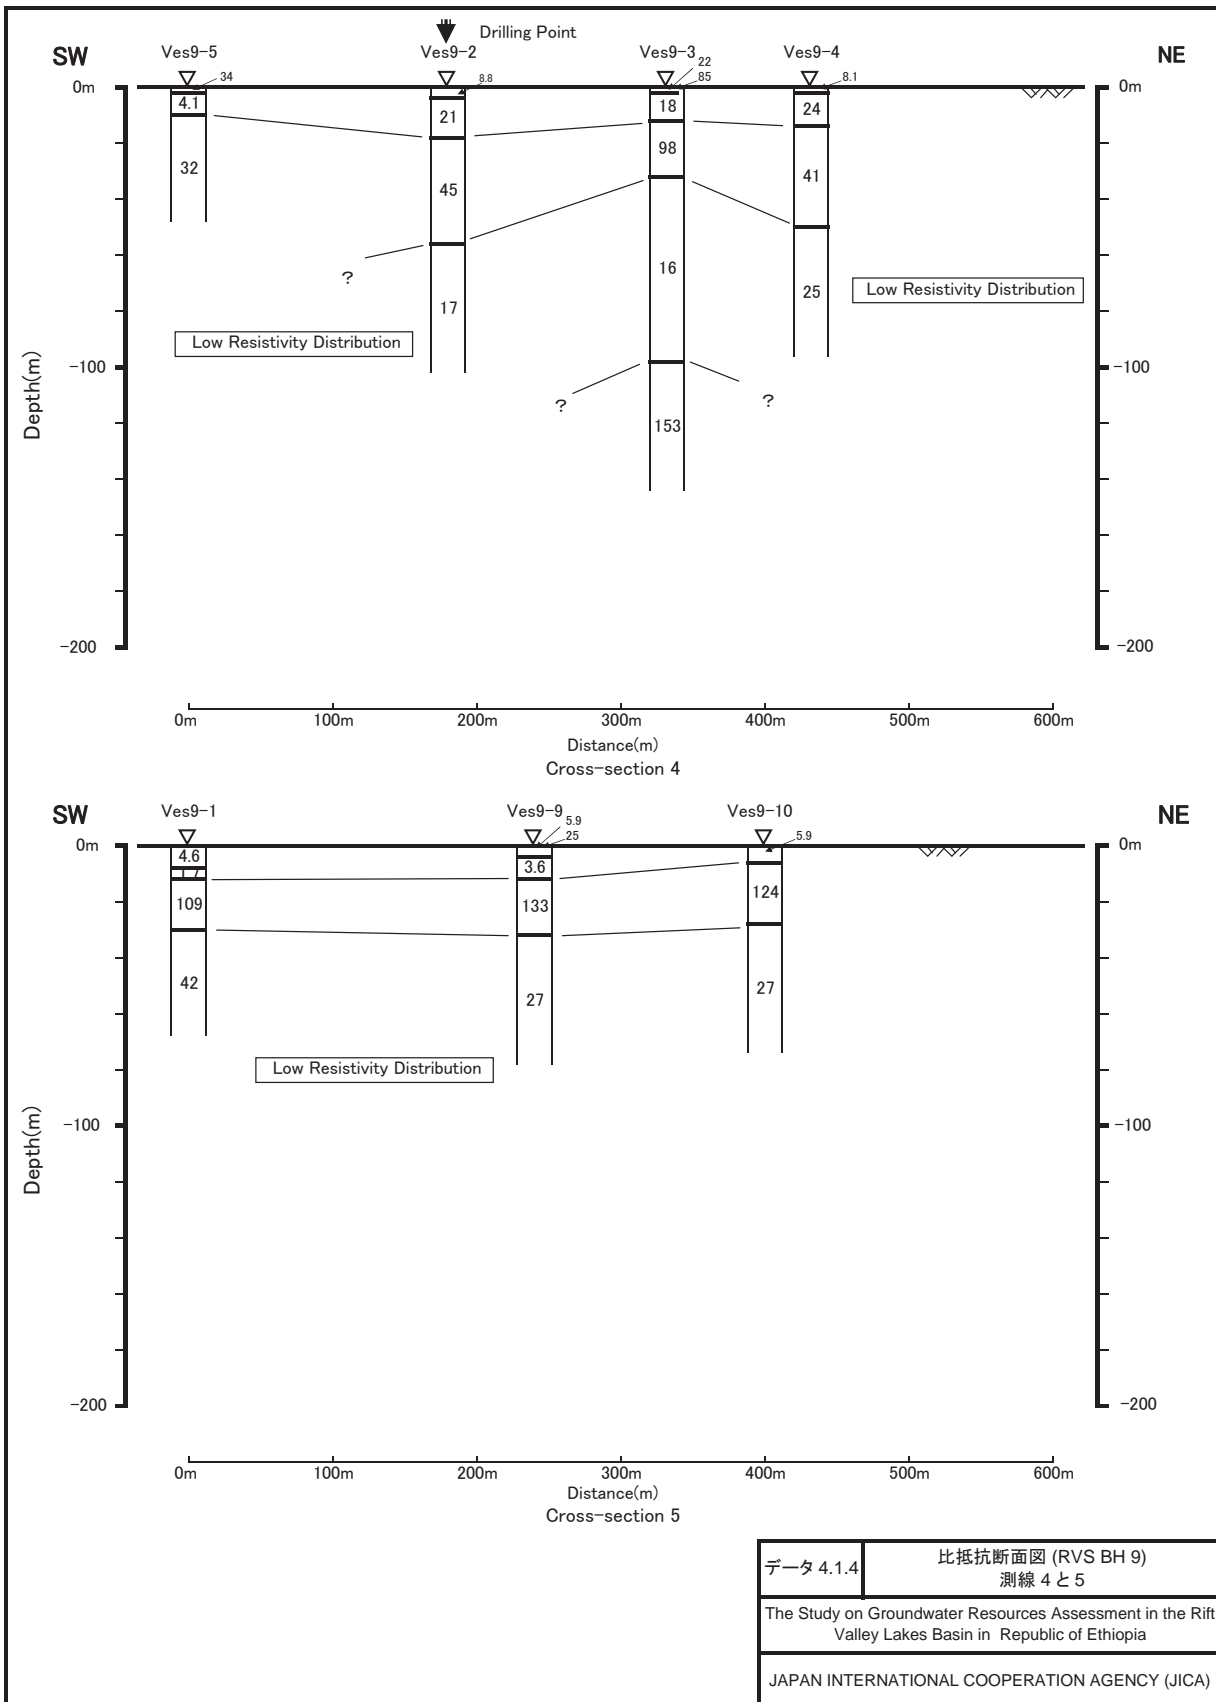 Drilling Point
SW
Ves9-5
Ves9-2
Ves9-3
Ves9-4
NE
22
0m
34
8.8
85
8.1
0m
4.1
21
18
24
32
45
98
41
?
17
16
25
Low Resistivity Distribution
Low Resistivity Distribution
Depth(m)
-100
-100
?
?
153
-200
-200
0m
100m
200m
300m
400m
500m
600m
Distance(m)
Cross-section 4
SW
Ves9-1
Ves9-9
Ves9-10
NE
5.9
0m
25
5.9
0m
4.6
1.7
3.6
109
133
124
42
27
27
Low Resistivity Distribution
Depth(m)
-100
-100
-200
-200
0m
100m
200m
300m
400m
500m
600m
Distance(m)
Cross-section 5
データ 4.1.4
比抵抗断面図 (RVS BH 9)
測線 4 と 5
The Study on Groundwater Resources Assessment in the Rift
Valley Lakes Basin in Republic of Ethiopia
JAPAN INTERNATIONAL COOPERATION AGENCY (JICA)